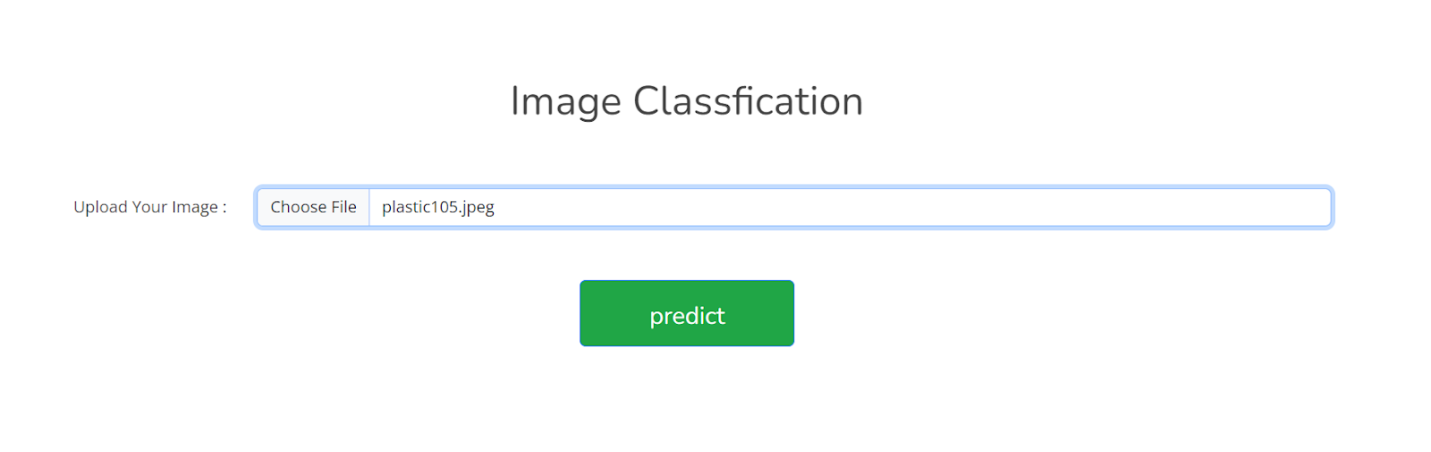 Image Classfication
Upload Your Image : Choose File plastic105.jpeg
predict